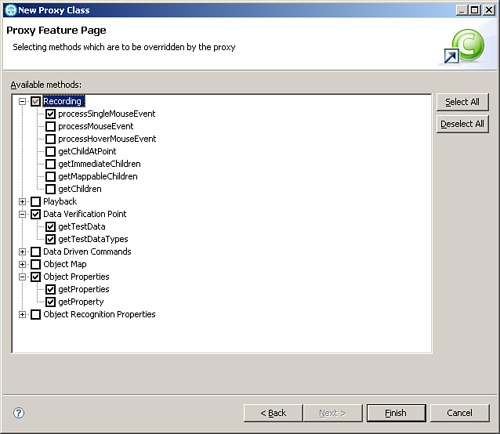 New Proxy Class
Proxy Feature Page
Selecting methods which are to be overridden by the proxy
C
Available methods:
Recording
processSingleMouseEvent
processMouseEvent
processHoverMouseEvent
getChildAtPoint
getImmediateChildren
getMappableChildren
getChildren
Playback
Data Verification Point
getTestData
getTestDataTypes
Data Driven Commands
Object Map
Object Properties
getProperties
getProperty
Object Recognition Properties
Select All
Deselect All
?
< Back
Next >
Finish
Cancel